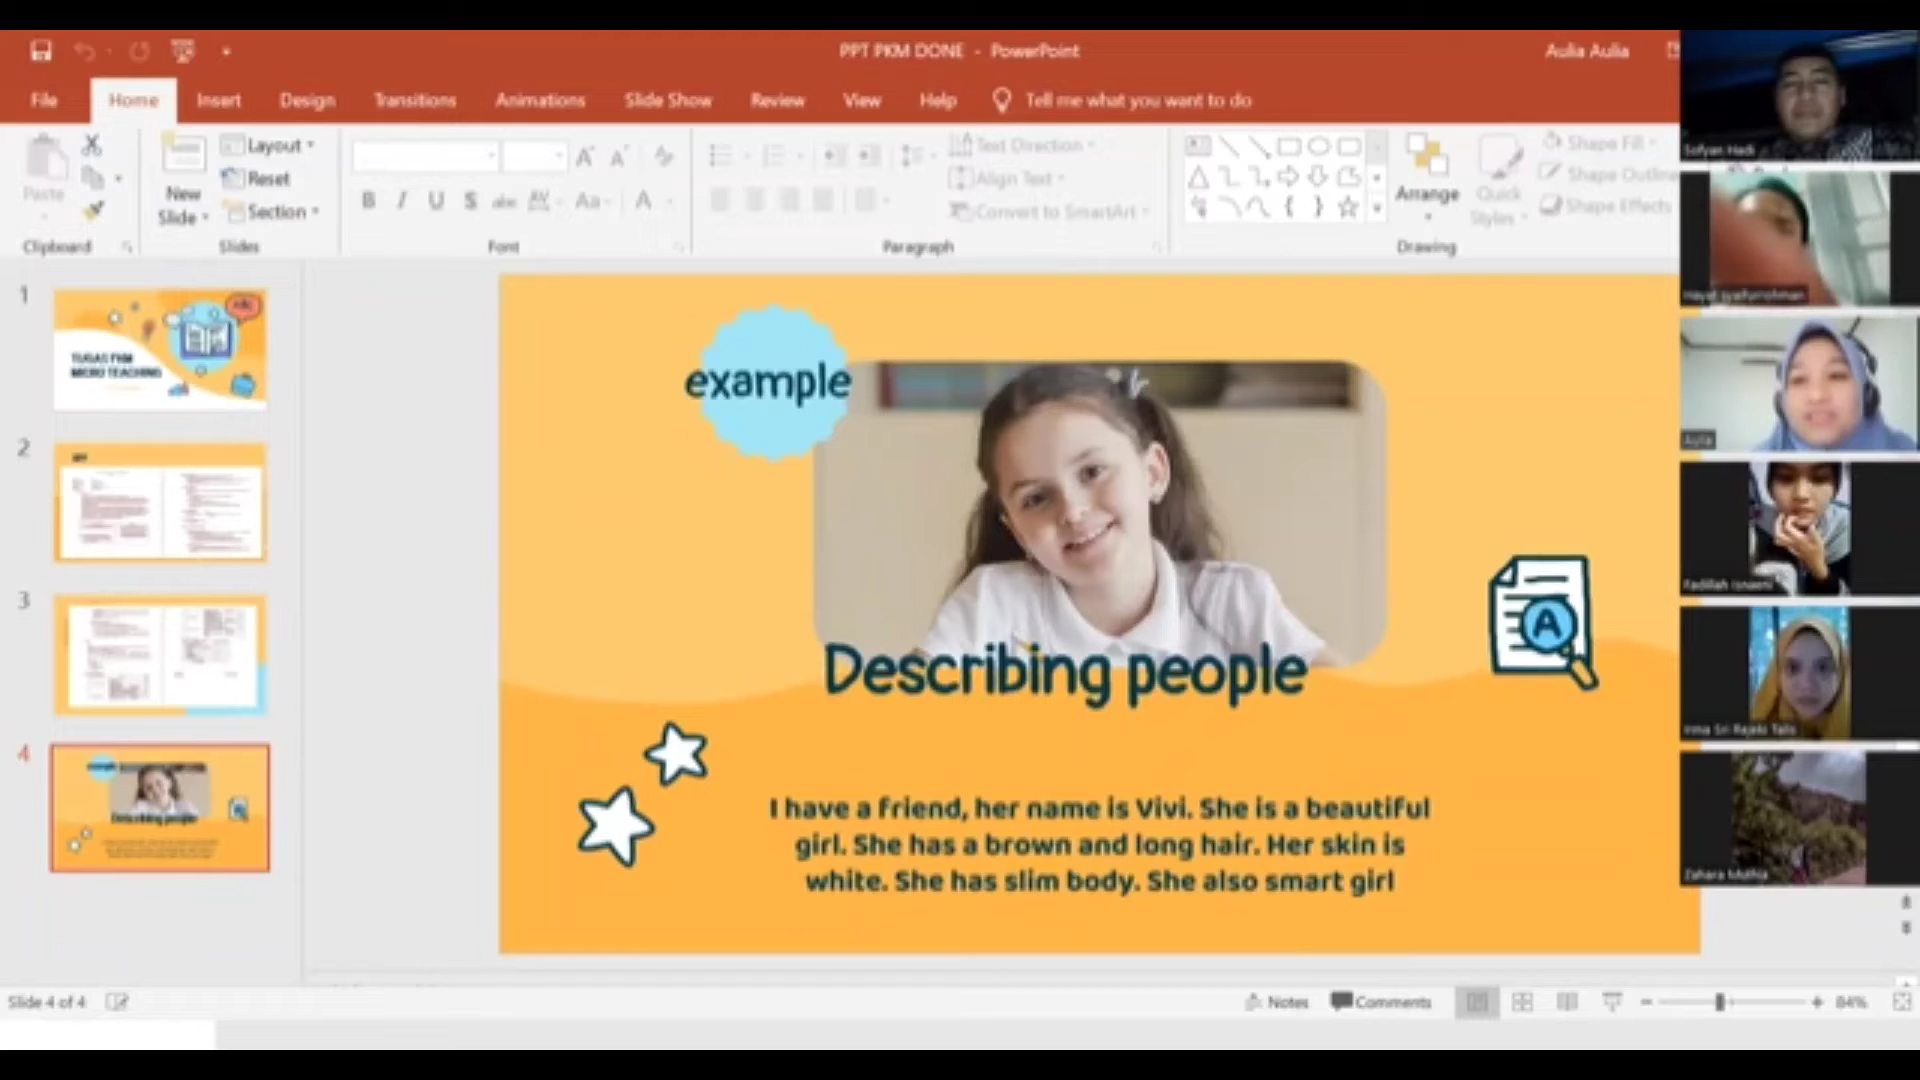 PPT PKM DONE - PowerPoint
Aulia Aulia
File Home Insert Design Transitions Animations Slide Show Review View Help Tell me what you want to do
Paste
Clipboard
New Slide
Layout
Reset
Section
Slides
B I U S abc AV Aa A
Font
Text Direction
Align Text
Convert to SmartArt
Paragraph
Arrange
Quick Styles
Shape Fill
Shape Outline
Shape Effects
Drawing
1
TUGAS PKM
MICRO TEACHING
2
3
4
example
Describing people
A
I have a friend, her name is Vivi. She is a beautiful
girl. She has a brown and long hair. Her skin is
white. She has slim body. She also smart girl
Sofyan Hadi
Aulia
Fadillah Isnaeni
Irma Sri Rejeki
Zahara Muthia
Slide 4 of 4
Notes
Comments
84%